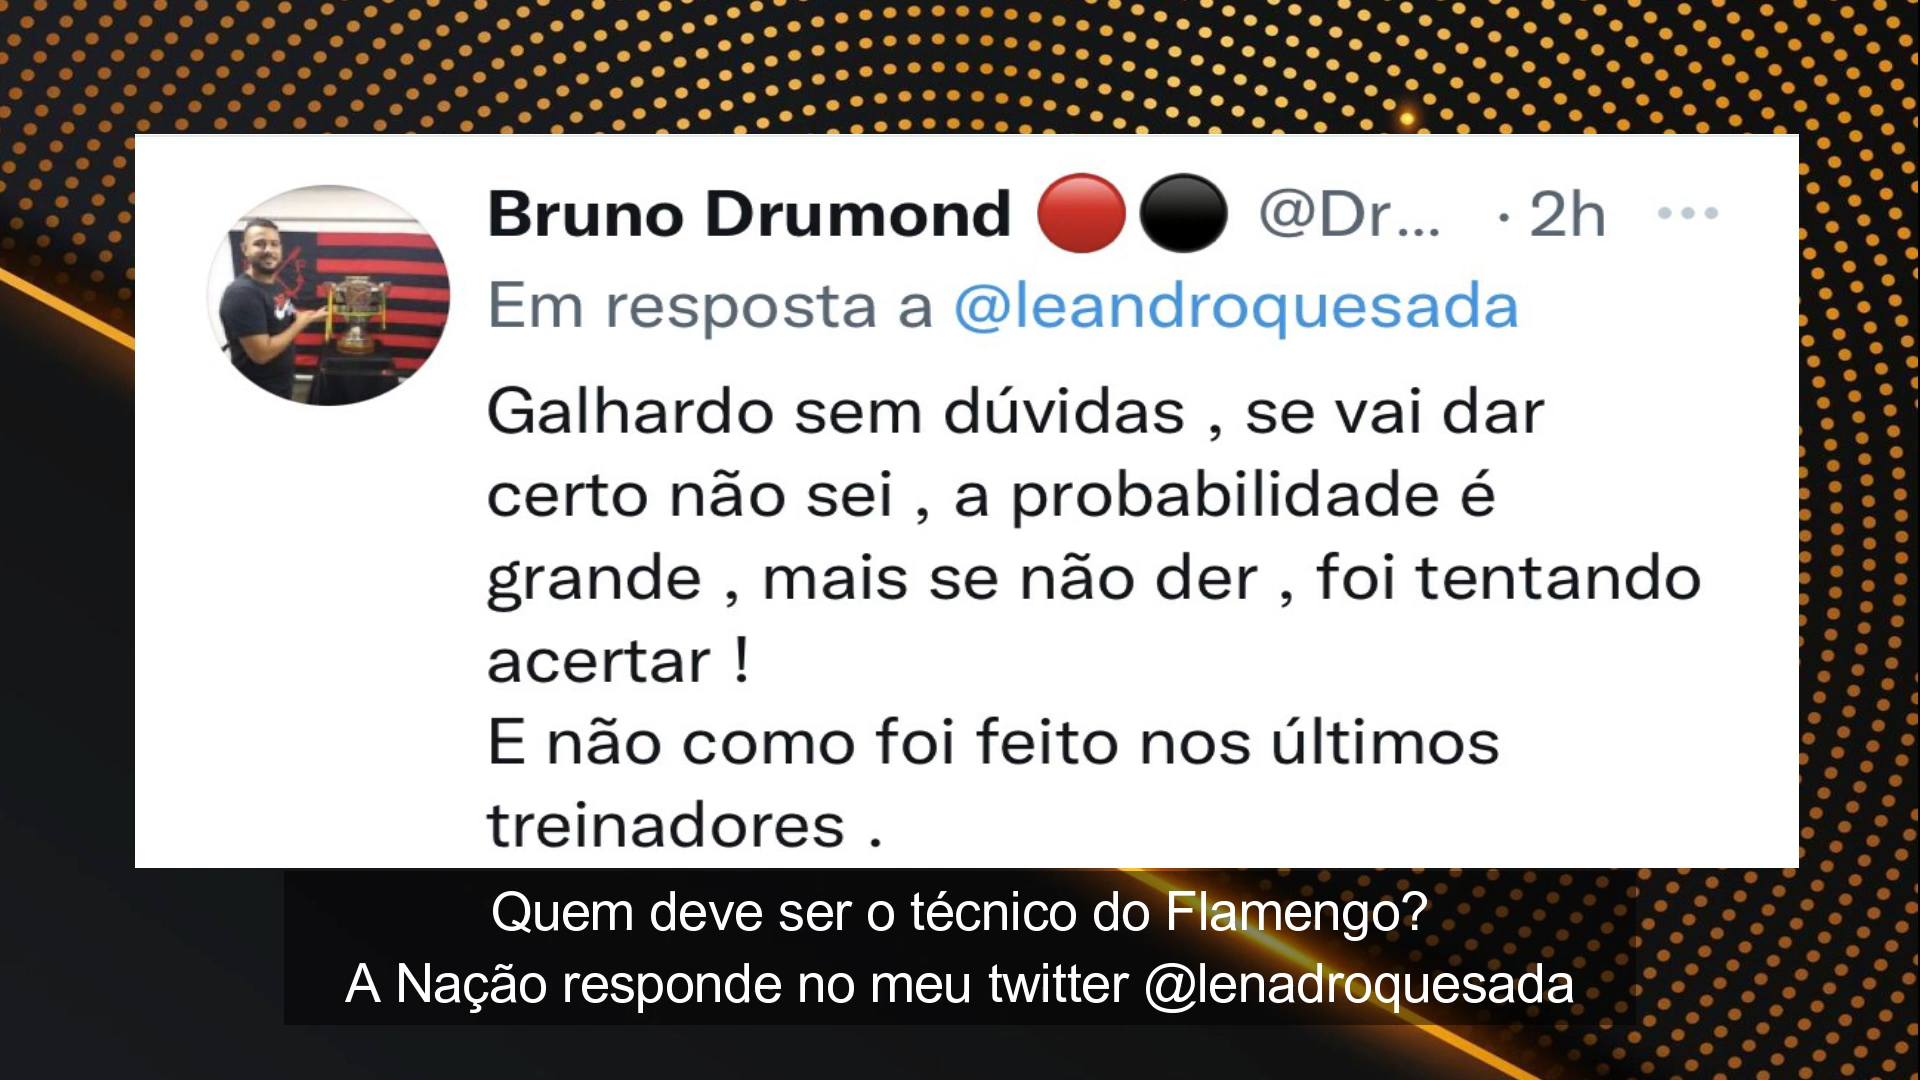 Bruno Drumond 🔴⚫ @Dr... · 2h ...
Em resposta a @leandroquesada
Galhardo sem dúvidas , se vai dar
certo não sei , a probabilidade é
grande , mais se não der , foi tentando
acertar !
E não como foi feito nos últimos
treinadores .
Quem deve ser o técnico do Flamengo?
A Nação responde no meu twitter @lenadroquesada